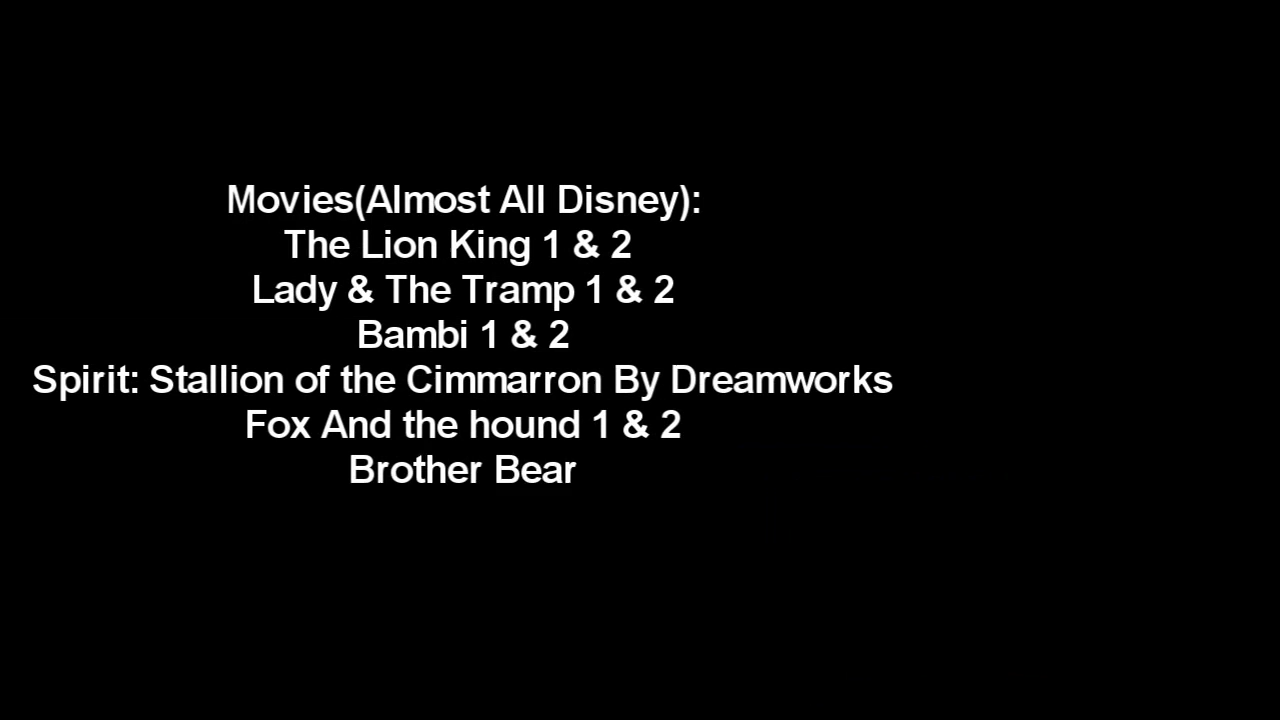 Movies(Almost All Disney):
The Lion King 1 & 2
Lady & The Tramp 1 & 2
Bambi 1 & 2
Spirit: Stallion of the Cimmarron By Dreamworks
Fox And the hound 1 & 2
Brother Bear